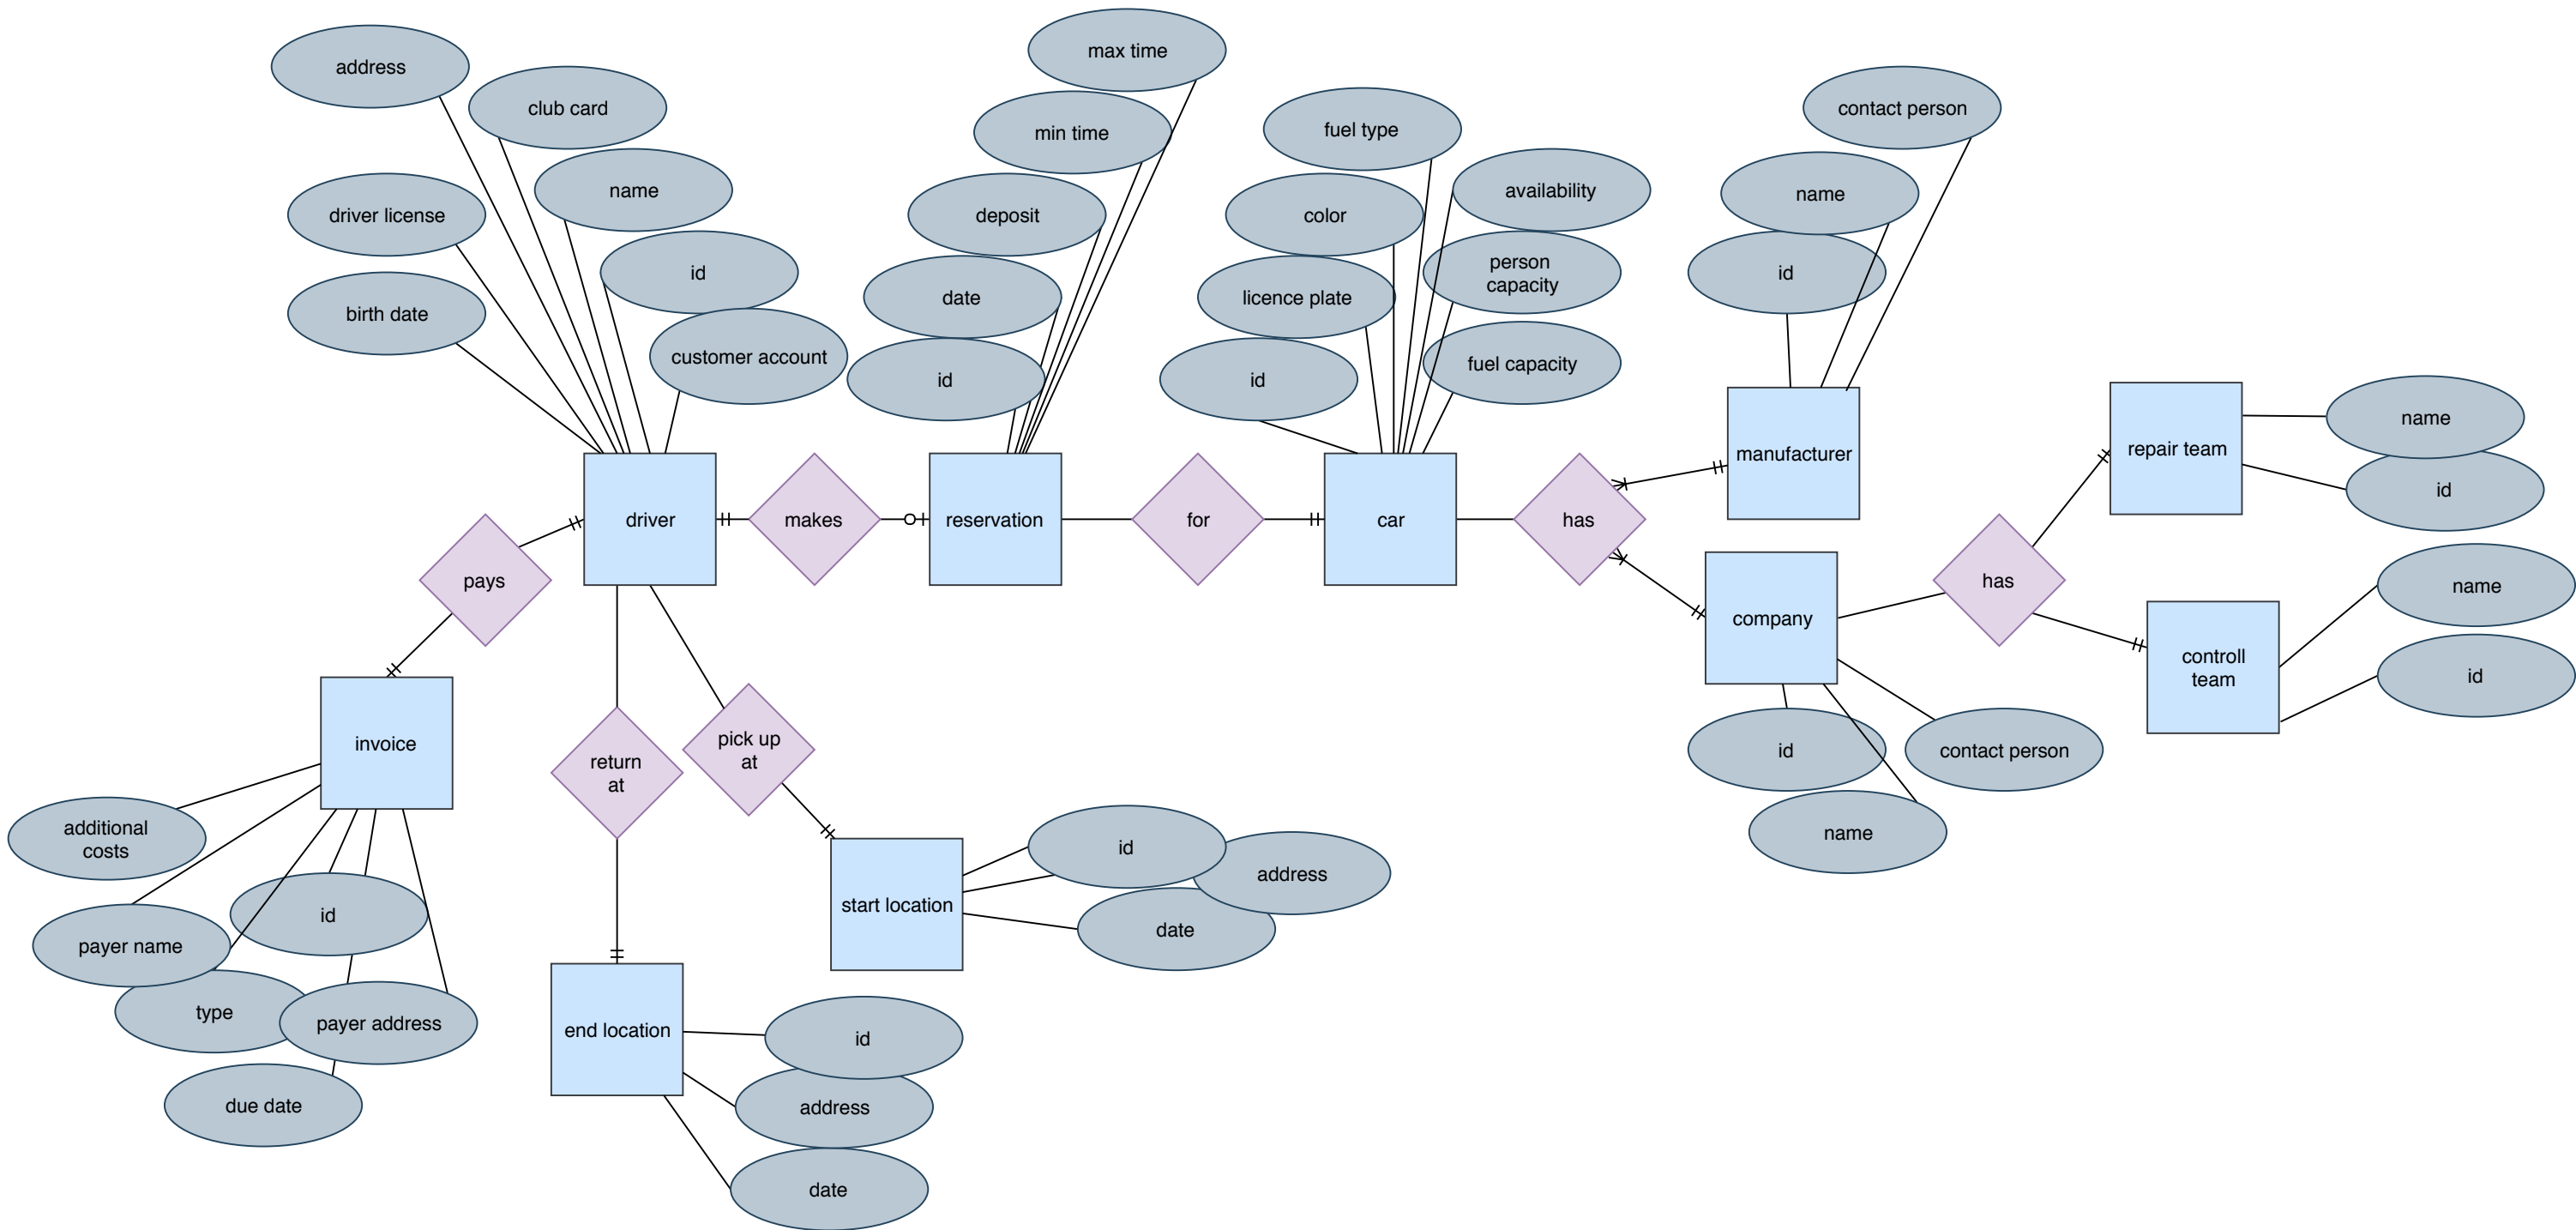 max time
address
club card
contact person
fuel type
min time
name
availability
name
driver license
deposit
color
id
person
capacity
id
date
licence plate
birth date
customer account
fuel capacity
id
id
name
repair team
manufacturer
id
driver
makes
reservation
for
car
has
pays
has
name
company
controll
team
id
invoice
pick up
at
return
at
id
contact person
additional
costs
name
id
address
start location
date
id
payer name
type
payer address
end location
id
due date
address
date